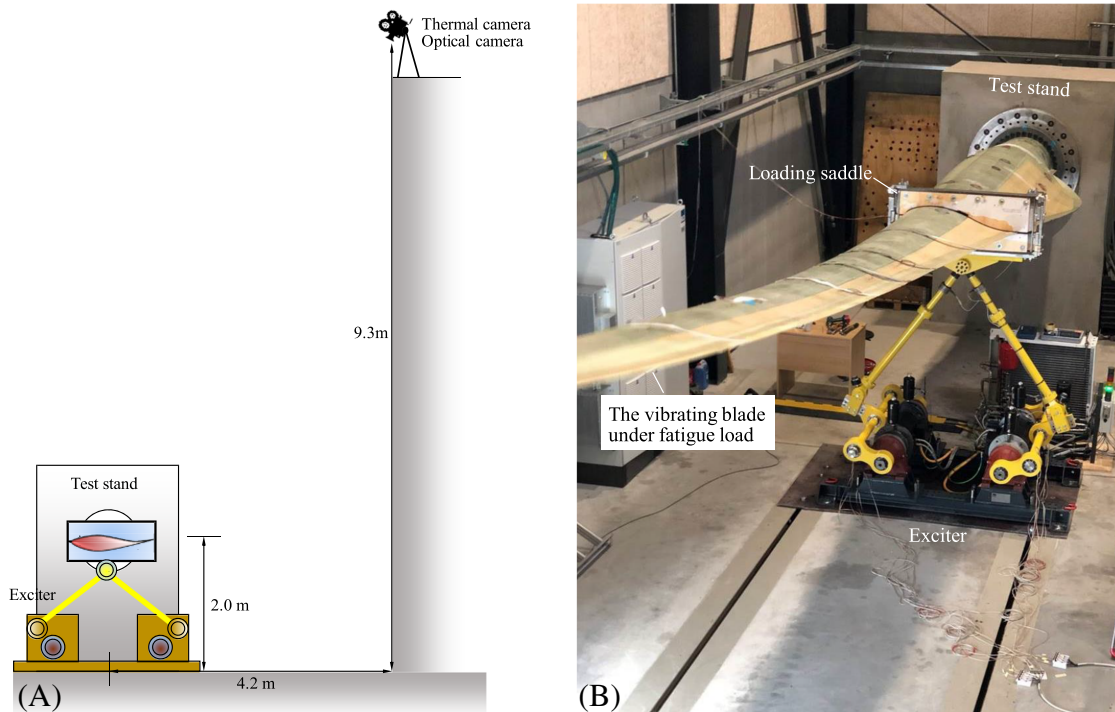 Thermal camera
Optical camera
9.3m
Test stand
Exciter
2.0 m
4.2 m
(A)
Test stand
Loading saddle
The vibrating blade
under fatigue load
Exciter
(B)